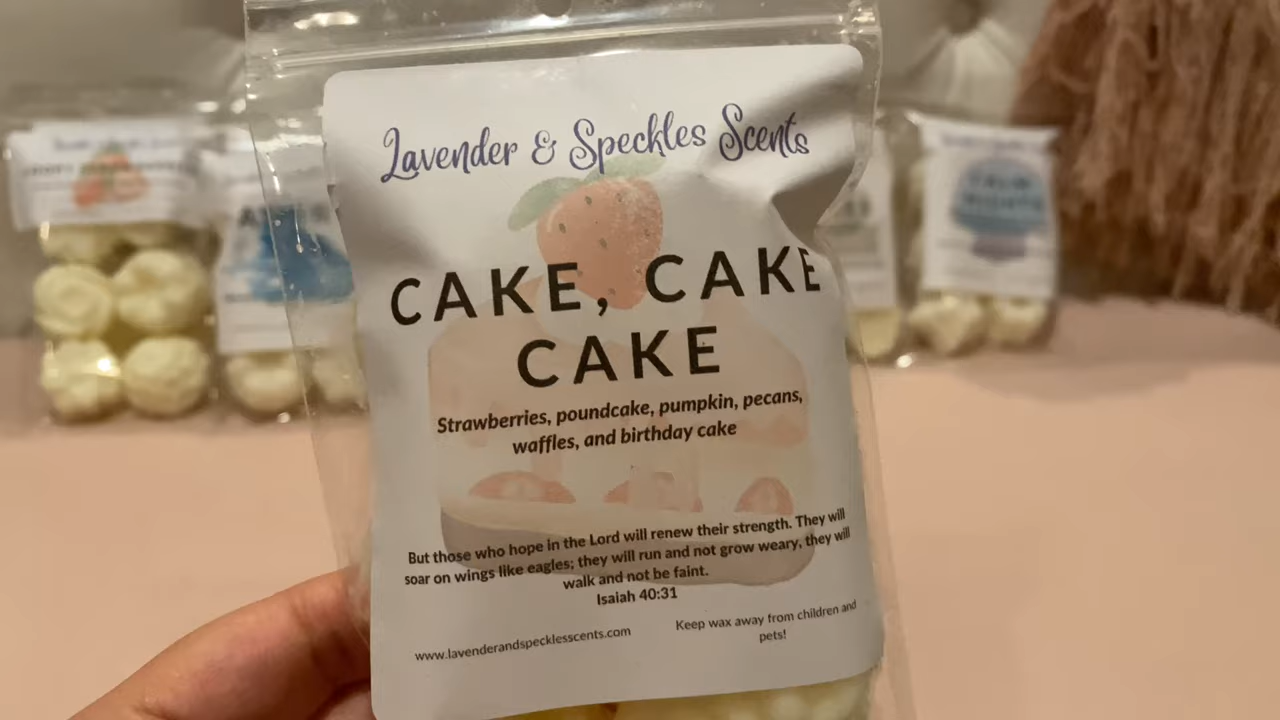 Lavender & Speckles Scents
CAKE, CAKE
CAKE
Strawberries, poundcake, pumpkin, pecans,
waffles, and birthday cake
But those who hope in the Lord will renew their strength. They will
soar on wings like eagles; they will run and not grow weary, they will
walk and not be faint.
Isaiah 40:31
www.lavenderandspecklesscents.com
Keep wax away from children and
pets!
CALM
NIGHTS